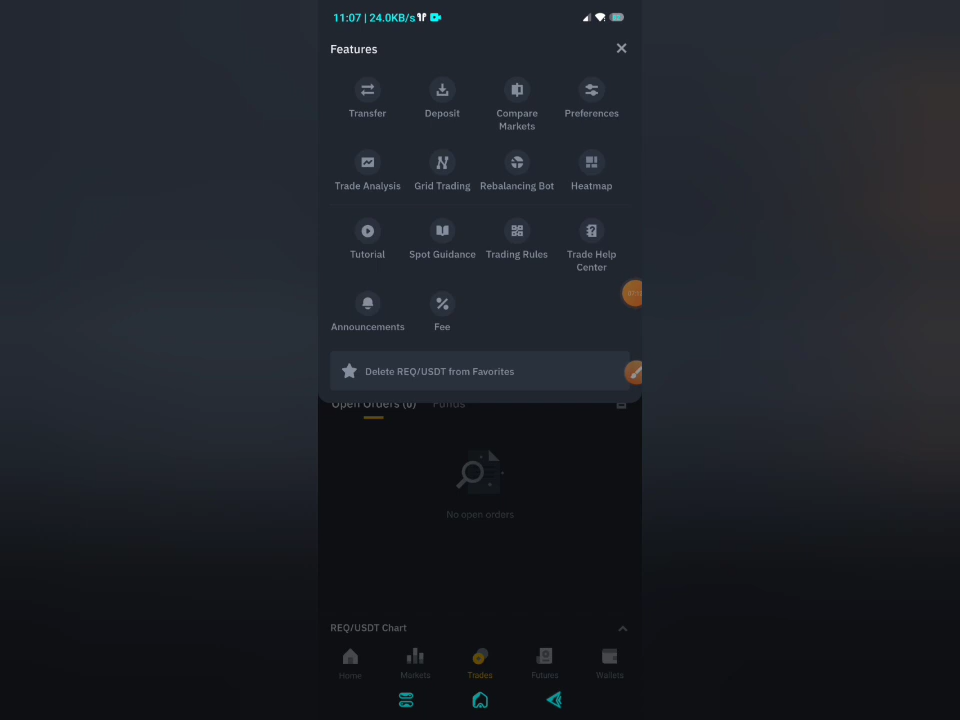 11:07 | 24.0KB/s
Features
Transfer
Deposit
Compare
Markets
Preferences
Trade Analysis
Grid Trading
Rebalancing Bot
Heatmap
Tutorial
Spot Guidance
Trading Rules
Trade Help
Center
Announcements
Fee
Delete REQ/USDT from Favorites
Open Orders (0)
Funds
No open orders
REQ/USDT Chart
Home
Markets
Trades
Futures
Wallets